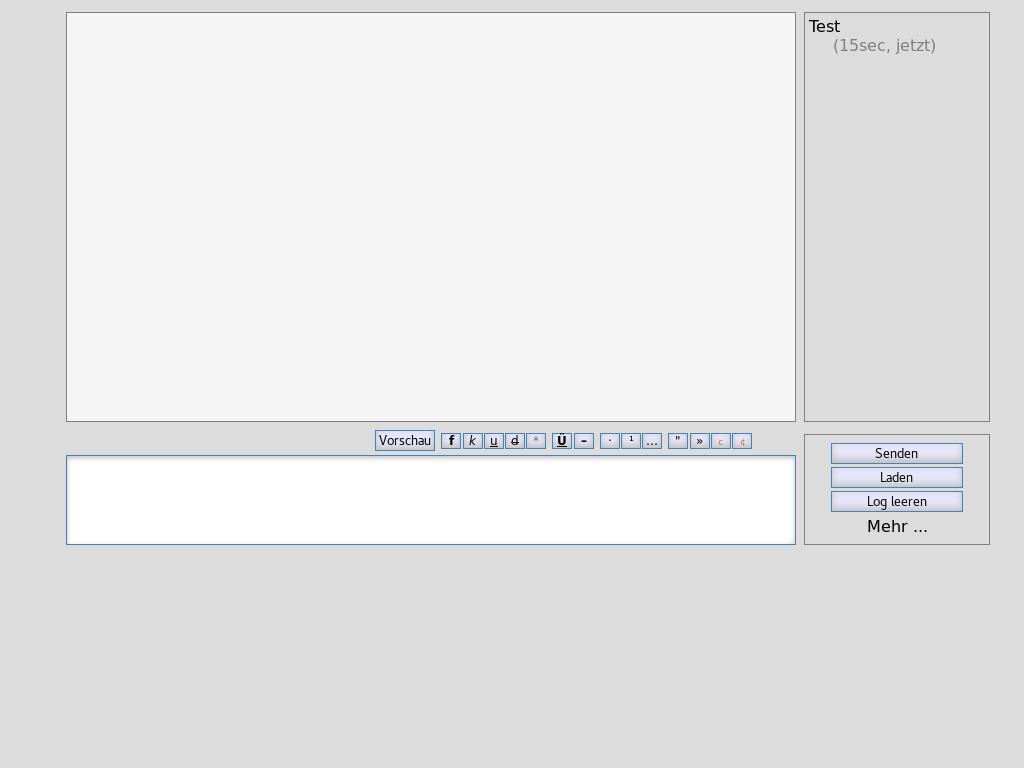 Test
(15sec, jetzt)
Vorschau f k u d * Ü – · ¹ ... " » c ¢
Senden
Laden
Log leeren
Mehr ...